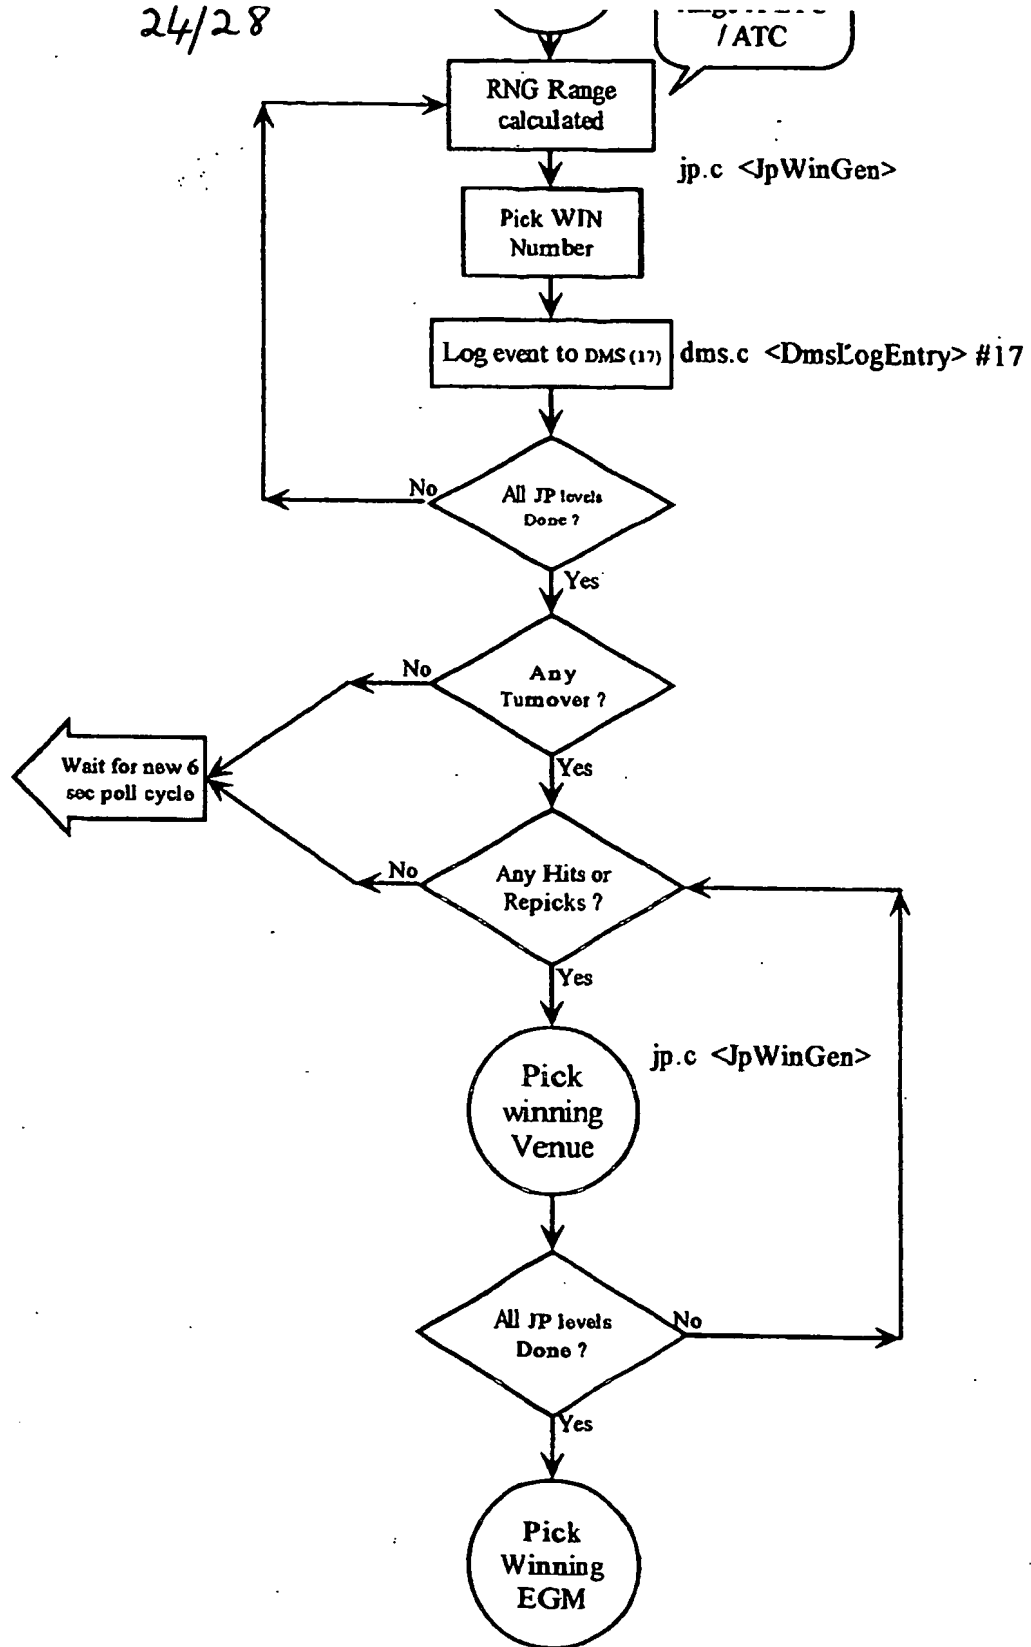 24/28
/ ATC
RNG Range
calculated
jp.c <JpWinGen>
Pick WIN
Number
Log event to DMS (17)
dms.c <DmsLogEntry> #17
No
All JP levels
Done ?
Yes
No
Any
Turnover ?
Wait for new 6
sec poll cycle
Yes
No
Any Hits or
Repicks ?
Yes
jp.c <JpWinGen>
Pick
winning
Venue
All JP levels
Done ?
No
Yes
Pick
Winning
EGM